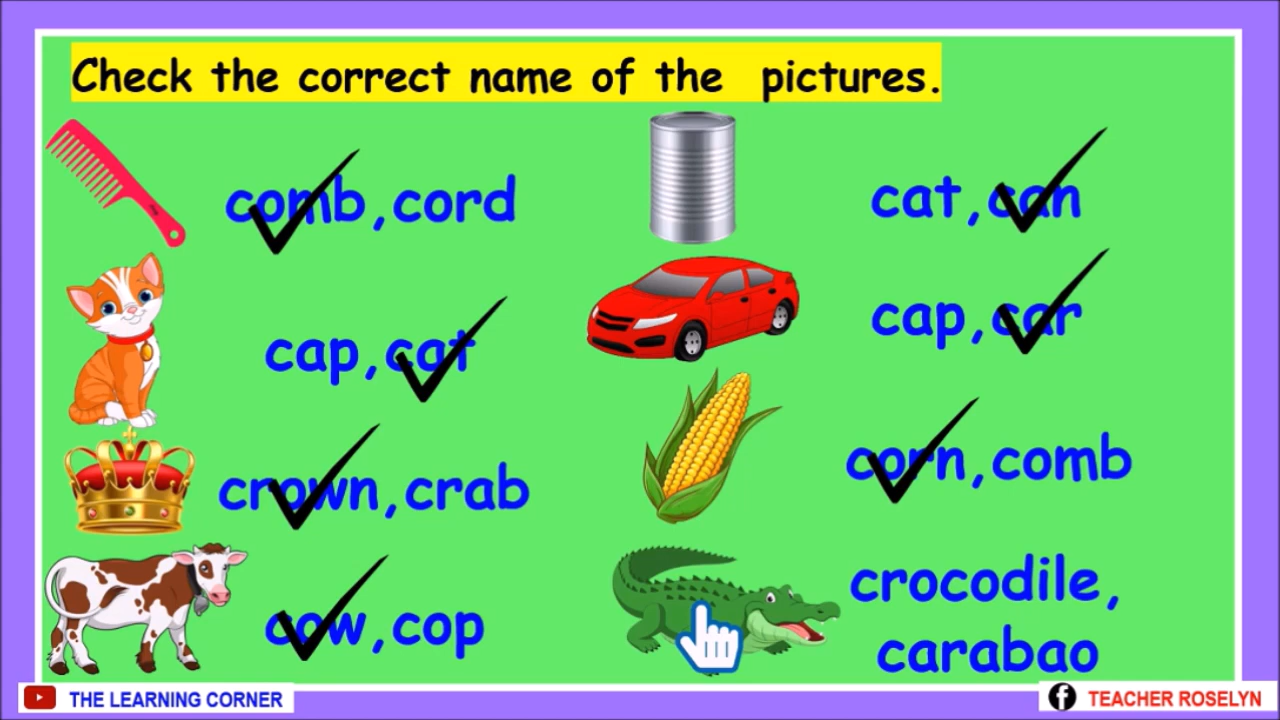 Check the correct name of the pictures.
comb,cord
cat,can
cap,cat
cap,car
crown,crab
corn,comb
cow,cop
crocodile,
carabao
THE LEARNING CORNER
f TEACHER ROSELYN